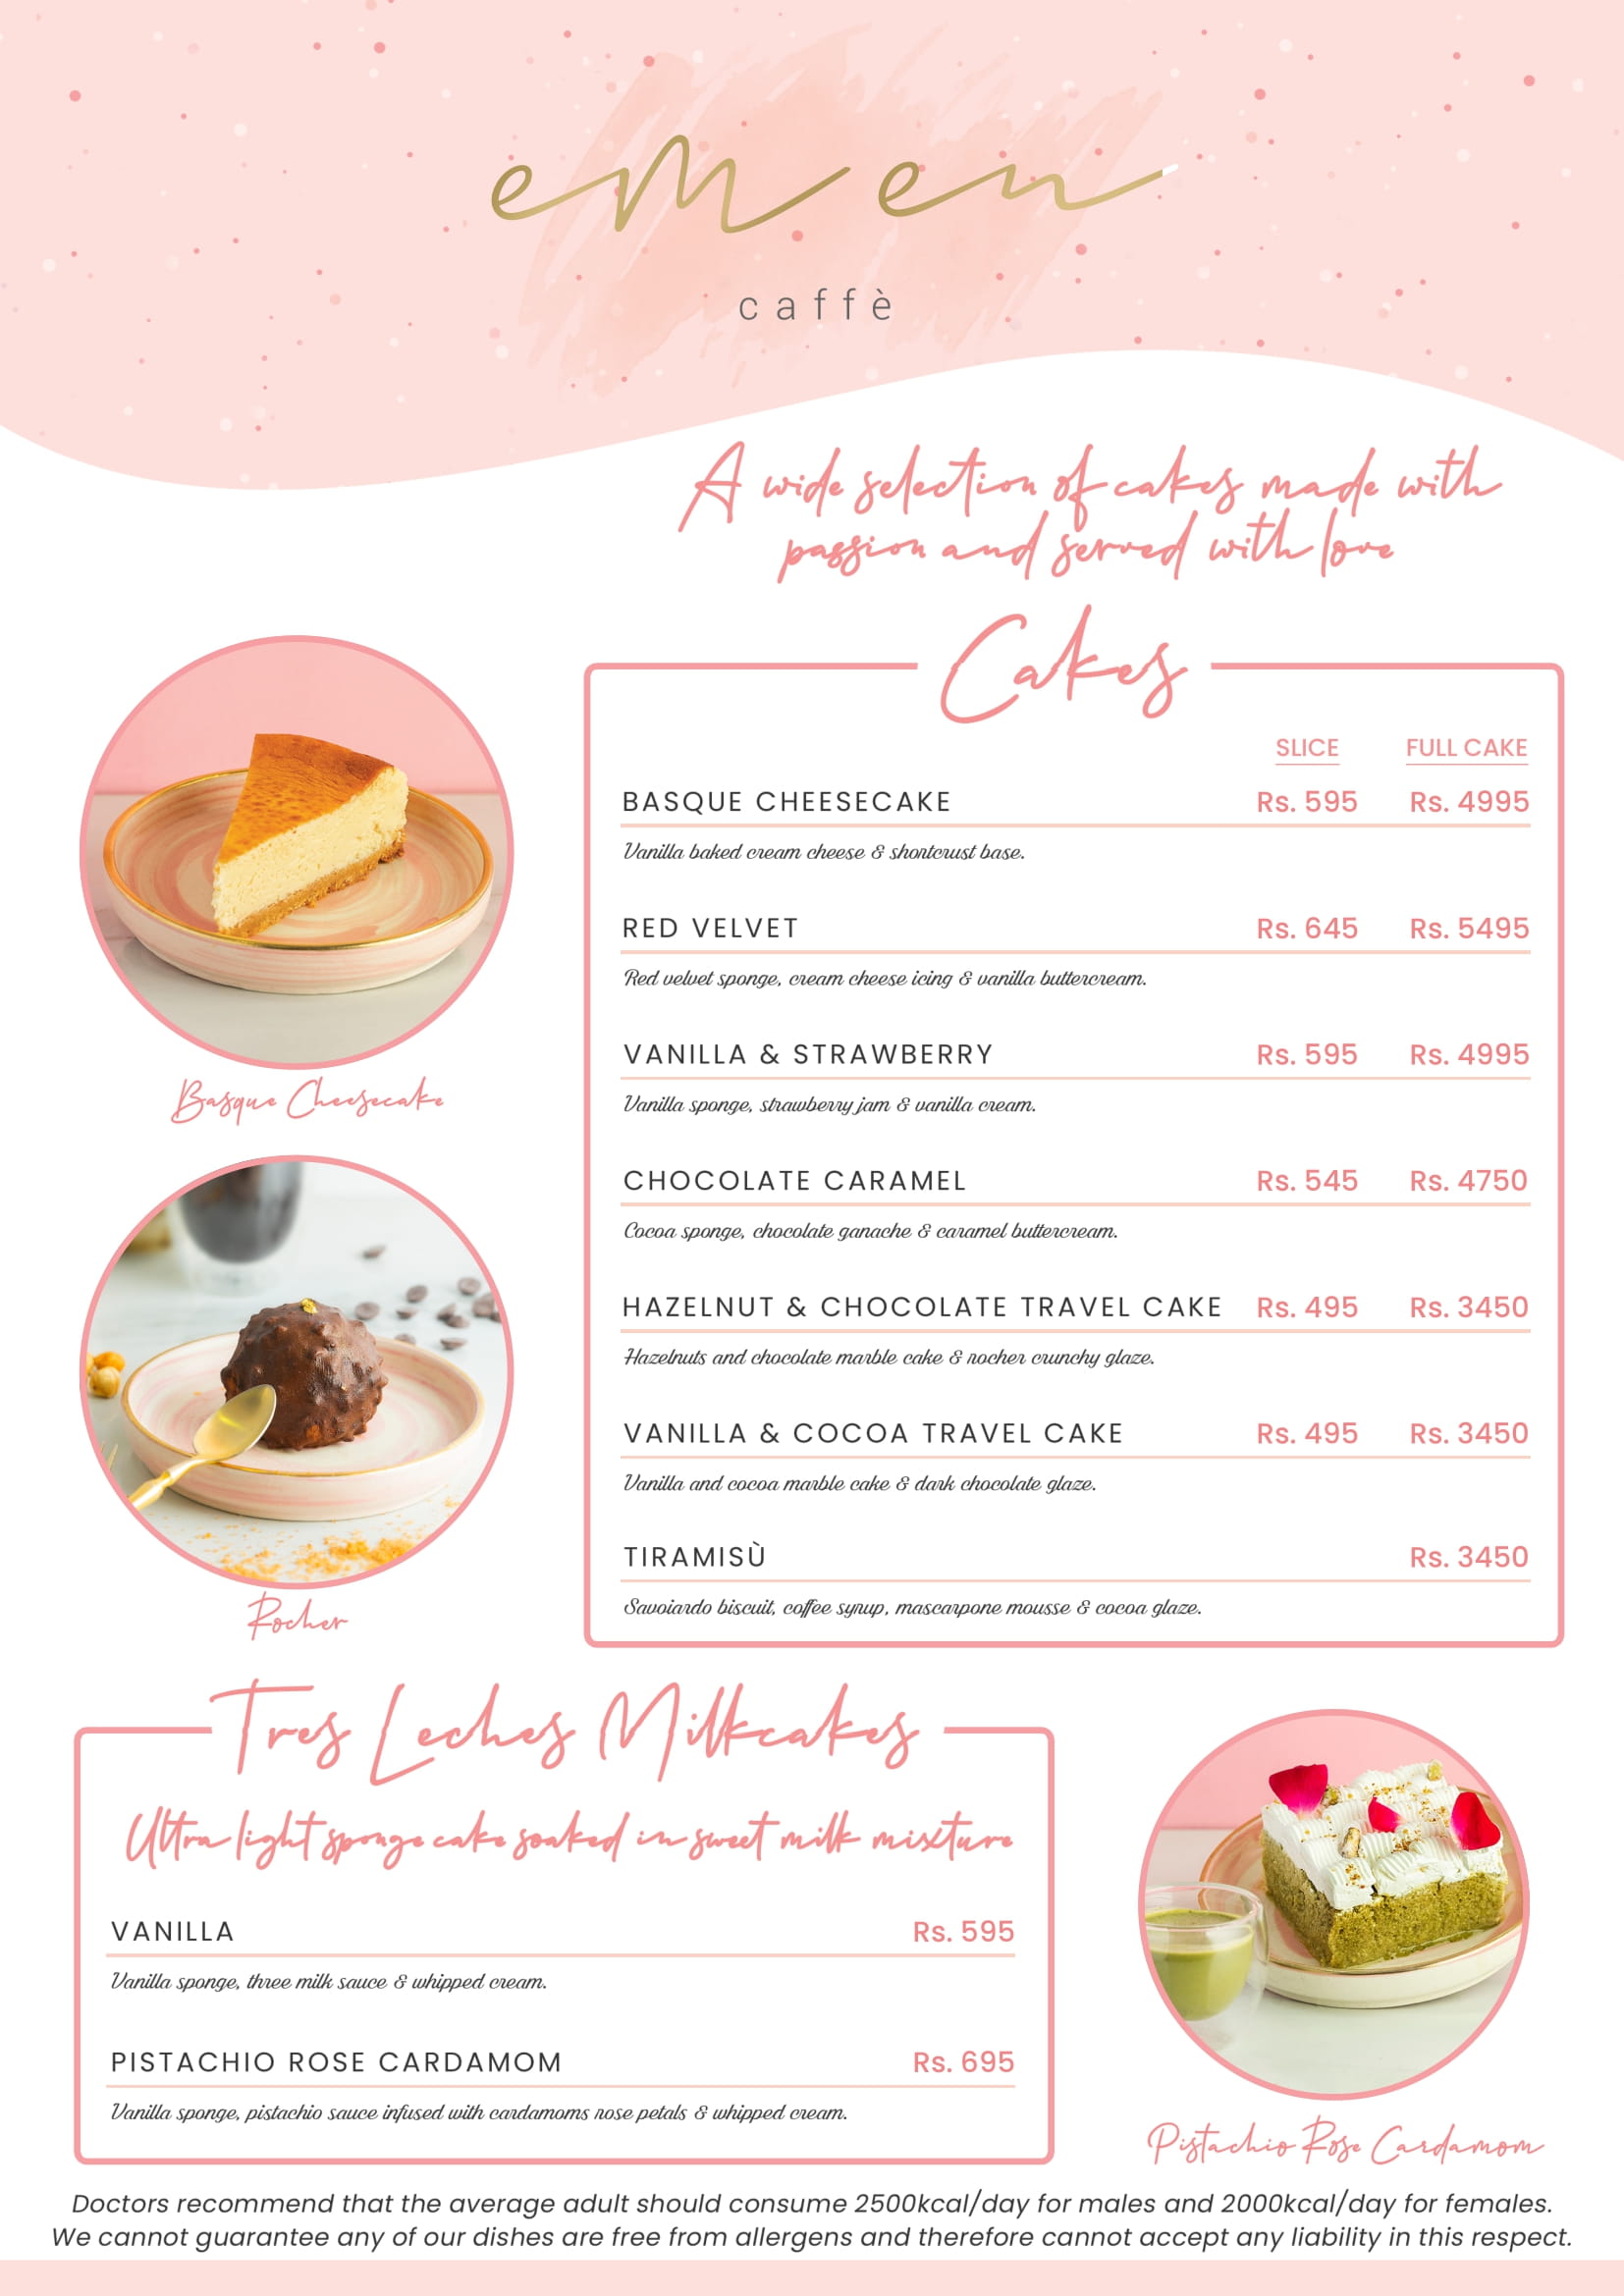 em en
caffè
A wide selection of cakes made with
passion and served with love
Cakes
SLICE FULL CAKE
BASQUE CHEESECAKE Rs. 595 Rs. 4995
Vanilla baked cream cheese & shortcrust base.
RED VELVET Rs. 645 Rs. 5495
Red velvet sponge, cream cheese icing & vanilla buttercream.
VANILLA & STRAWBERRY Rs. 595 Rs. 4995
Vanilla sponge, strawberry jam & vanilla cream.
CHOCOLATE CARAMEL Rs. 545 Rs. 4750
Cocoa sponge, chocolate ganache & caramel buttercream.
HAZELNUT & CHOCOLATE TRAVEL CAKE Rs. 495 Rs. 3450
Hazelnuts and chocolate marble cake & rocher crunchy glaze.
VANILLA & COCOA TRAVEL CAKE Rs. 495 Rs. 3450
Vanilla and cocoa marble cake & dark chocolate glaze.
TIRAMISÙ Rs. 3450
Savoiardo biscuit, coffee syrup, mascarpone mousse & cocoa glaze.
Basque Cheesecake
Rocher
Tres Leches Milkcakes
Ultra light sponge cake soaked in sweet milk mixture
VANILLA Rs. 595
Vanilla sponge, three milk sauce & whipped cream.
PISTACHIO ROSE CARDAMOM Rs. 695
Vanilla sponge, pistachio sauce infused with cardamoms rose petals & whipped cream.
Pistachio Rose Cardamom
Doctors recommend that the average adult should consume 2500kcal/day for males and 2000kcal/day for females.
We cannot guarantee any of our dishes are free from allergens and therefore cannot accept any liability in this respect.